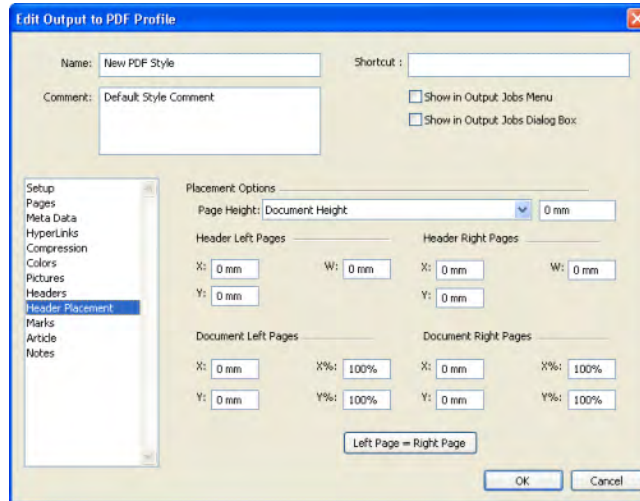 Edit Output to PDF Profile
Name: New PDF Style
Shortcut :
Comment: Default Style Comment
Show in Output Jobs Menu
Show in Output Jobs Dialog Box
Setup
Pages
Meta Data
HyperLinks
Compression
Colors
Pictures
Headers
Header Placement
Marks
Article
Notes
Placement Options
Page Height: Document Height 0 mm
Header Left Pages
X: 0 mm W: 0 mm
Y: 0 mm
Header Right Pages
X: 0 mm W: 0 mm
Y: 0 mm
Document Left Pages
X: 0 mm X%: 100%
Y: 0 mm Y%: 100%
Document Right Pages
X: 0 mm X%: 100%
Y: 0 mm Y%: 100%
Left Page = Right Page
OK Cancel